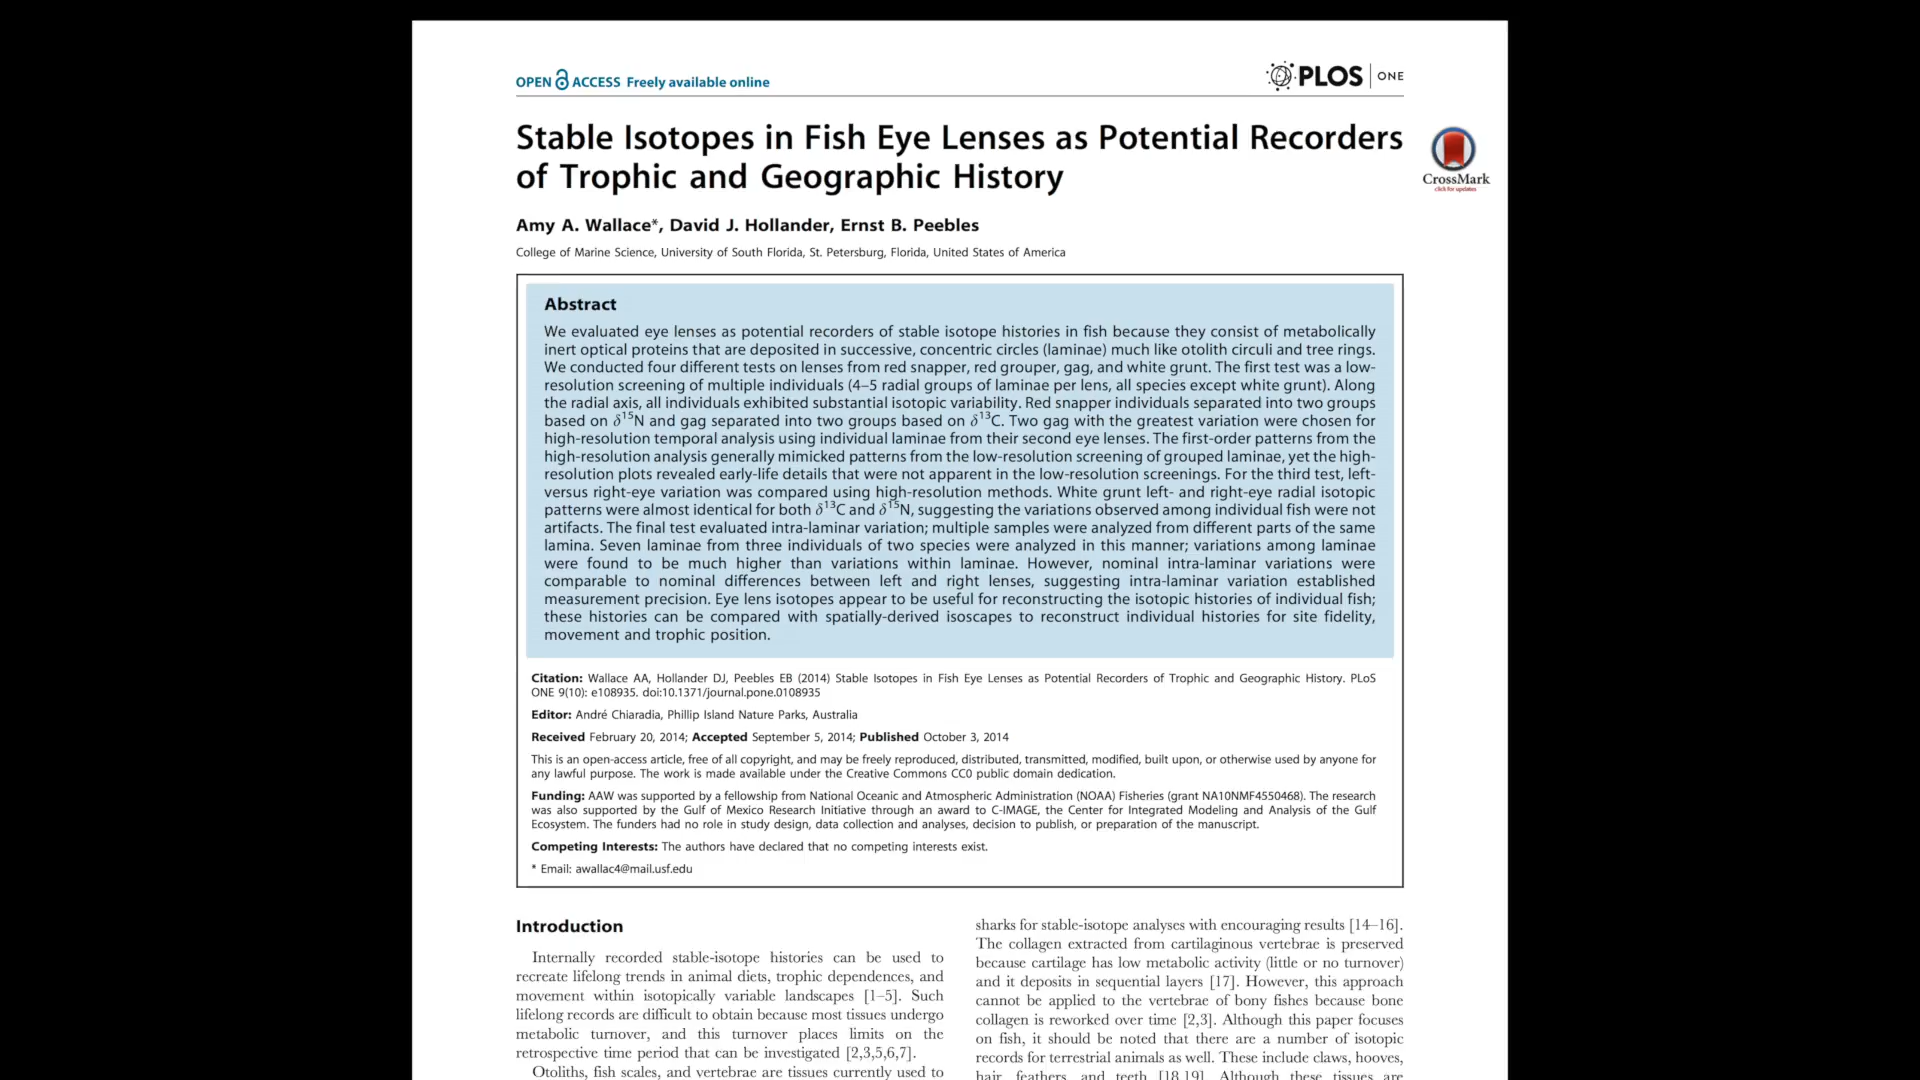 OPEN ACCESS Freely available online
PLOS ONE
Stable Isotopes in Fish Eye Lenses as Potential Recorders
of Trophic and Geographic History
CrossMark
click for updates
Amy A. Wallace*, David J. Hollander, Ernst B. Peebles
College of Marine Science, University of South Florida, St. Petersburg, Florida, United States of America
Abstract
We evaluated eye lenses as potential recorders of stable isotope histories in fish because they consist of metabolically
inert optical proteins that are deposited in successive, concentric circles (laminae) much like otolith circuli and tree rings.
We conducted four different tests on lenses from red snapper, red grouper, gag, and white grunt. The first test was a low-
resolution screening of multiple individuals (4–5 radial groups of laminae per lens, all species except white grunt). Along
the radial axis, all individuals exhibited substantial isotopic variability. Red snapper individuals separated into two groups
based on δ15N and gag separated into two groups based on δ13C. Two gag with the greatest variation were chosen for
high-resolution temporal analysis using individual laminae from their second eye lenses. The first-order patterns from the
high-resolution analysis generally mimicked patterns from the low-resolution screening of grouped laminae, yet the high-
resolution plots revealed early-life details that were not apparent in the low-resolution screenings. For the third test, left-
versus right-eye variation was compared using high-resolution methods. White grunt left- and right-eye radial isotopic
patterns were almost identical for both δ13C and δ15N, suggesting the variations observed among individual fish were not
artifacts. The final test evaluated intra-laminar variation; multiple samples were analyzed from different parts of the same
lamina. Seven laminae from three individuals of two species were analyzed in this manner; variations among laminae
were found to be much higher than variations within laminae. However, nominal intra-laminar variations were
comparable to nominal differences between left and right lenses, suggesting intra-laminar variation established
measurement precision. Eye lens isotopes appear to be useful for reconstructing the isotopic histories of individual fish;
these histories can be compared with spatially-derived isoscapes to reconstruct individual histories for site fidelity,
movement and trophic position.
Citation: Wallace AA, Hollander DJ, Peebles EB (2014) Stable Isotopes in Fish Eye Lenses as Potential Recorders of Trophic and Geographic History. PLoS
ONE 9(10): e108935. doi:10.1371/journal.pone.0108935
Editor: André Chiaradia, Phillip Island Nature Parks, Australia
Received February 20, 2014; Accepted September 5, 2014; Published October 3, 2014
This is an open-access article, free of all copyright, and may be freely reproduced, distributed, transmitted, modified, built upon, or otherwise used by anyone for
any lawful purpose. The work is made available under the Creative Commons CC0 public domain dedication.
Funding: AAW was supported by a fellowship from National Oceanic and Atmospheric Administration (NOAA) Fisheries (grant NA10NMF4550468). The research
was also supported by the Gulf of Mexico Research Initiative through an award to C-IMAGE, the Center for Integrated Modeling and Analysis of the Gulf
Ecosystem. The funders had no role in study design, data collection and analyses, decision to publish, or preparation of the manuscript.
Competing Interests: The authors have declared that no competing interests exist.
* Email: awallac4@mail.usf.edu
Introduction
Internally recorded stable-isotope histories can be used to
recreate lifelong trends in animal diets, trophic dependences, and
movement within isotopically variable landscapes [1–5]. Such
lifelong records are difficult to obtain because most tissues undergo
metabolic turnover, and this turnover places limits on the
retrospective time period that can be investigated [2,3,5,6,7].
Otoliths, fish scales, and vertebrae are tissues currently used to
sharks for stable-isotope analyses with encouraging results [14–16].
The collagen extracted from cartilaginous vertebrae is preserved
because cartilage has low metabolic activity (little or no turnover)
and it deposits in sequential layers [17]. However, this approach
cannot be applied to the vertebrae of bony fishes because bone
collagen is reworked over time [2,3]. Although this paper focuses
on fish, it should be noted that there are a number of isotopic
records for terrestrial animals as well. These include claws, hooves,
hair, feathers, and teeth [18,19]. Although these tissues are